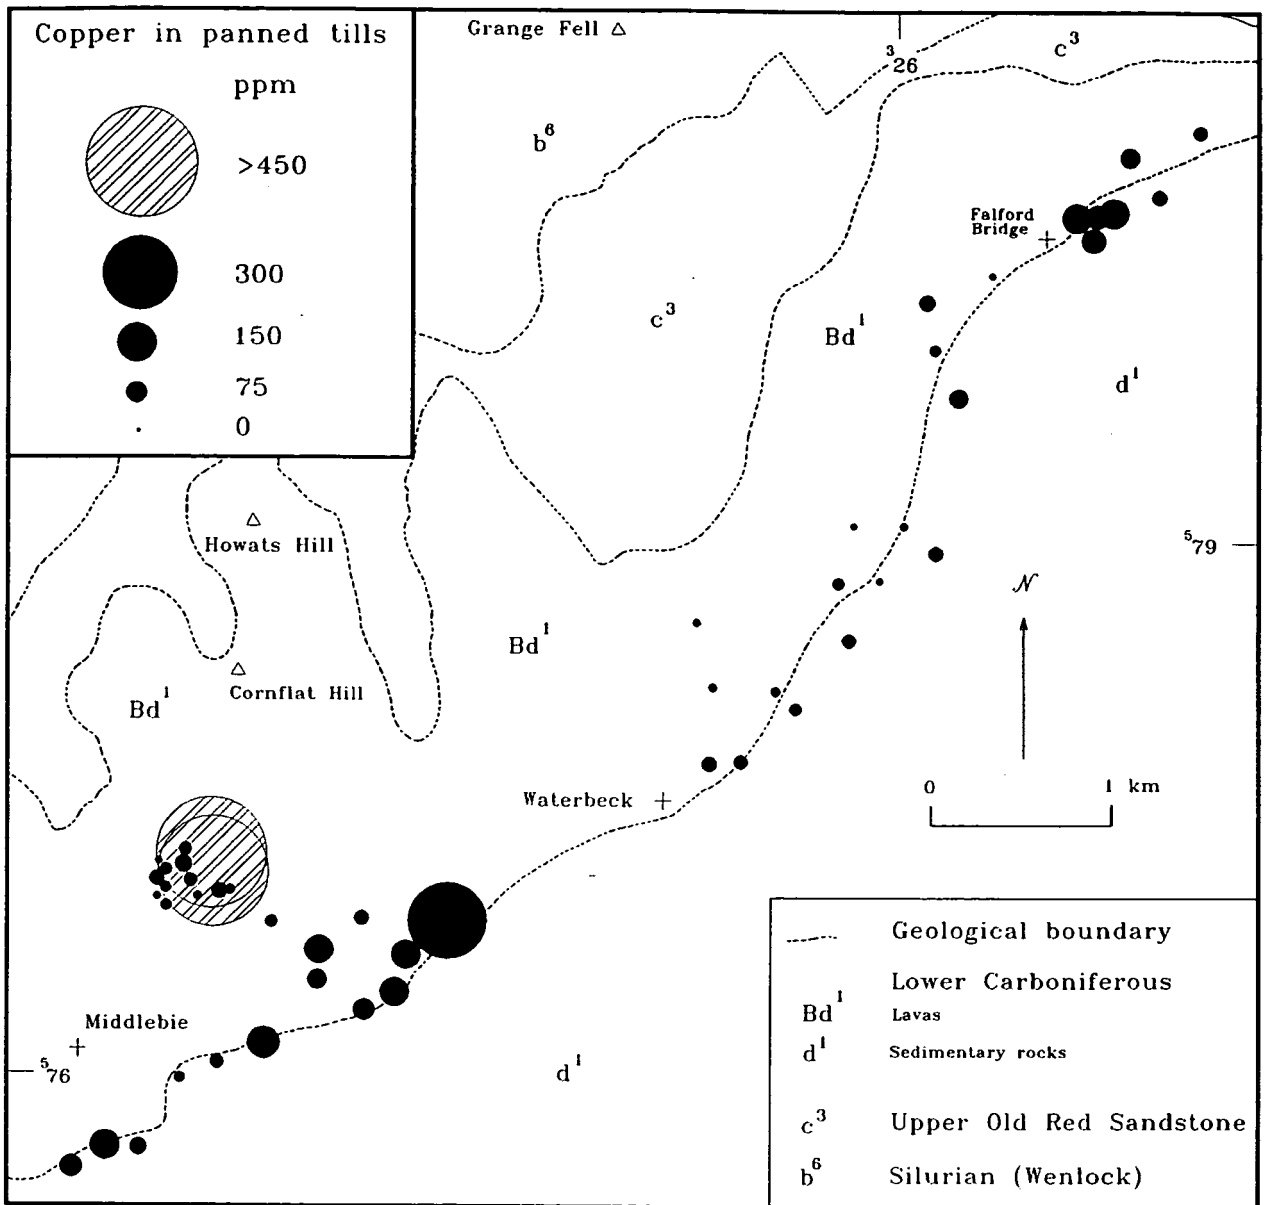 Copper in panned tills
ppm
>450
300
150
75
0
Grange Fell
³26
c³
b⁶
Falford
Bridge
c³
Bd¹
d¹
Howats Hill
⁵79
N
Bd¹
Cornflat Hill
Bd¹
Waterbeck
0 1 km
Middlebie
⁵76
d¹
Geological boundary
Lower Carboniferous
Bd¹ Lavas
d¹ Sedimentary rocks
c³ Upper Old Red Sandstone
b⁶ Silurian (Wenlock)